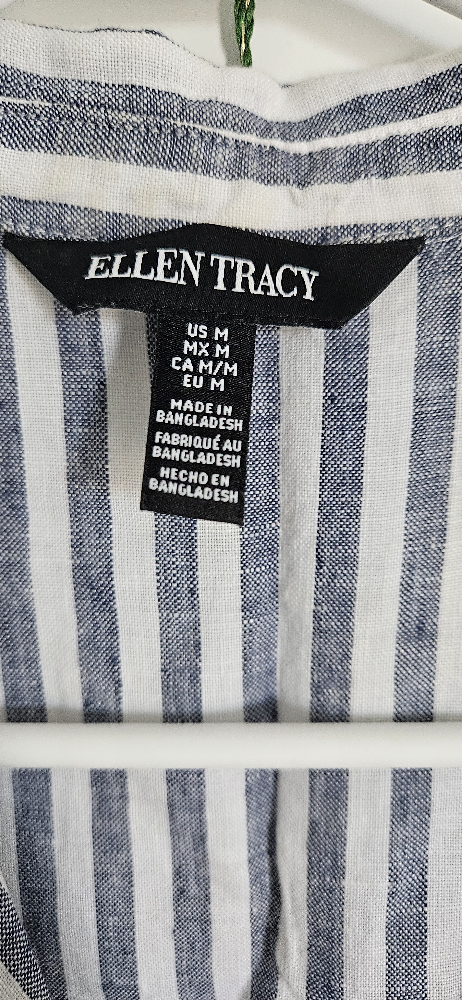 ELLEN TRACY
US M
MX M
CA M/M
EU M
MADE IN
BANGLADESH
FABRIQUÉ AU
BANGLADESH
HECHO EN
BANGLADESH